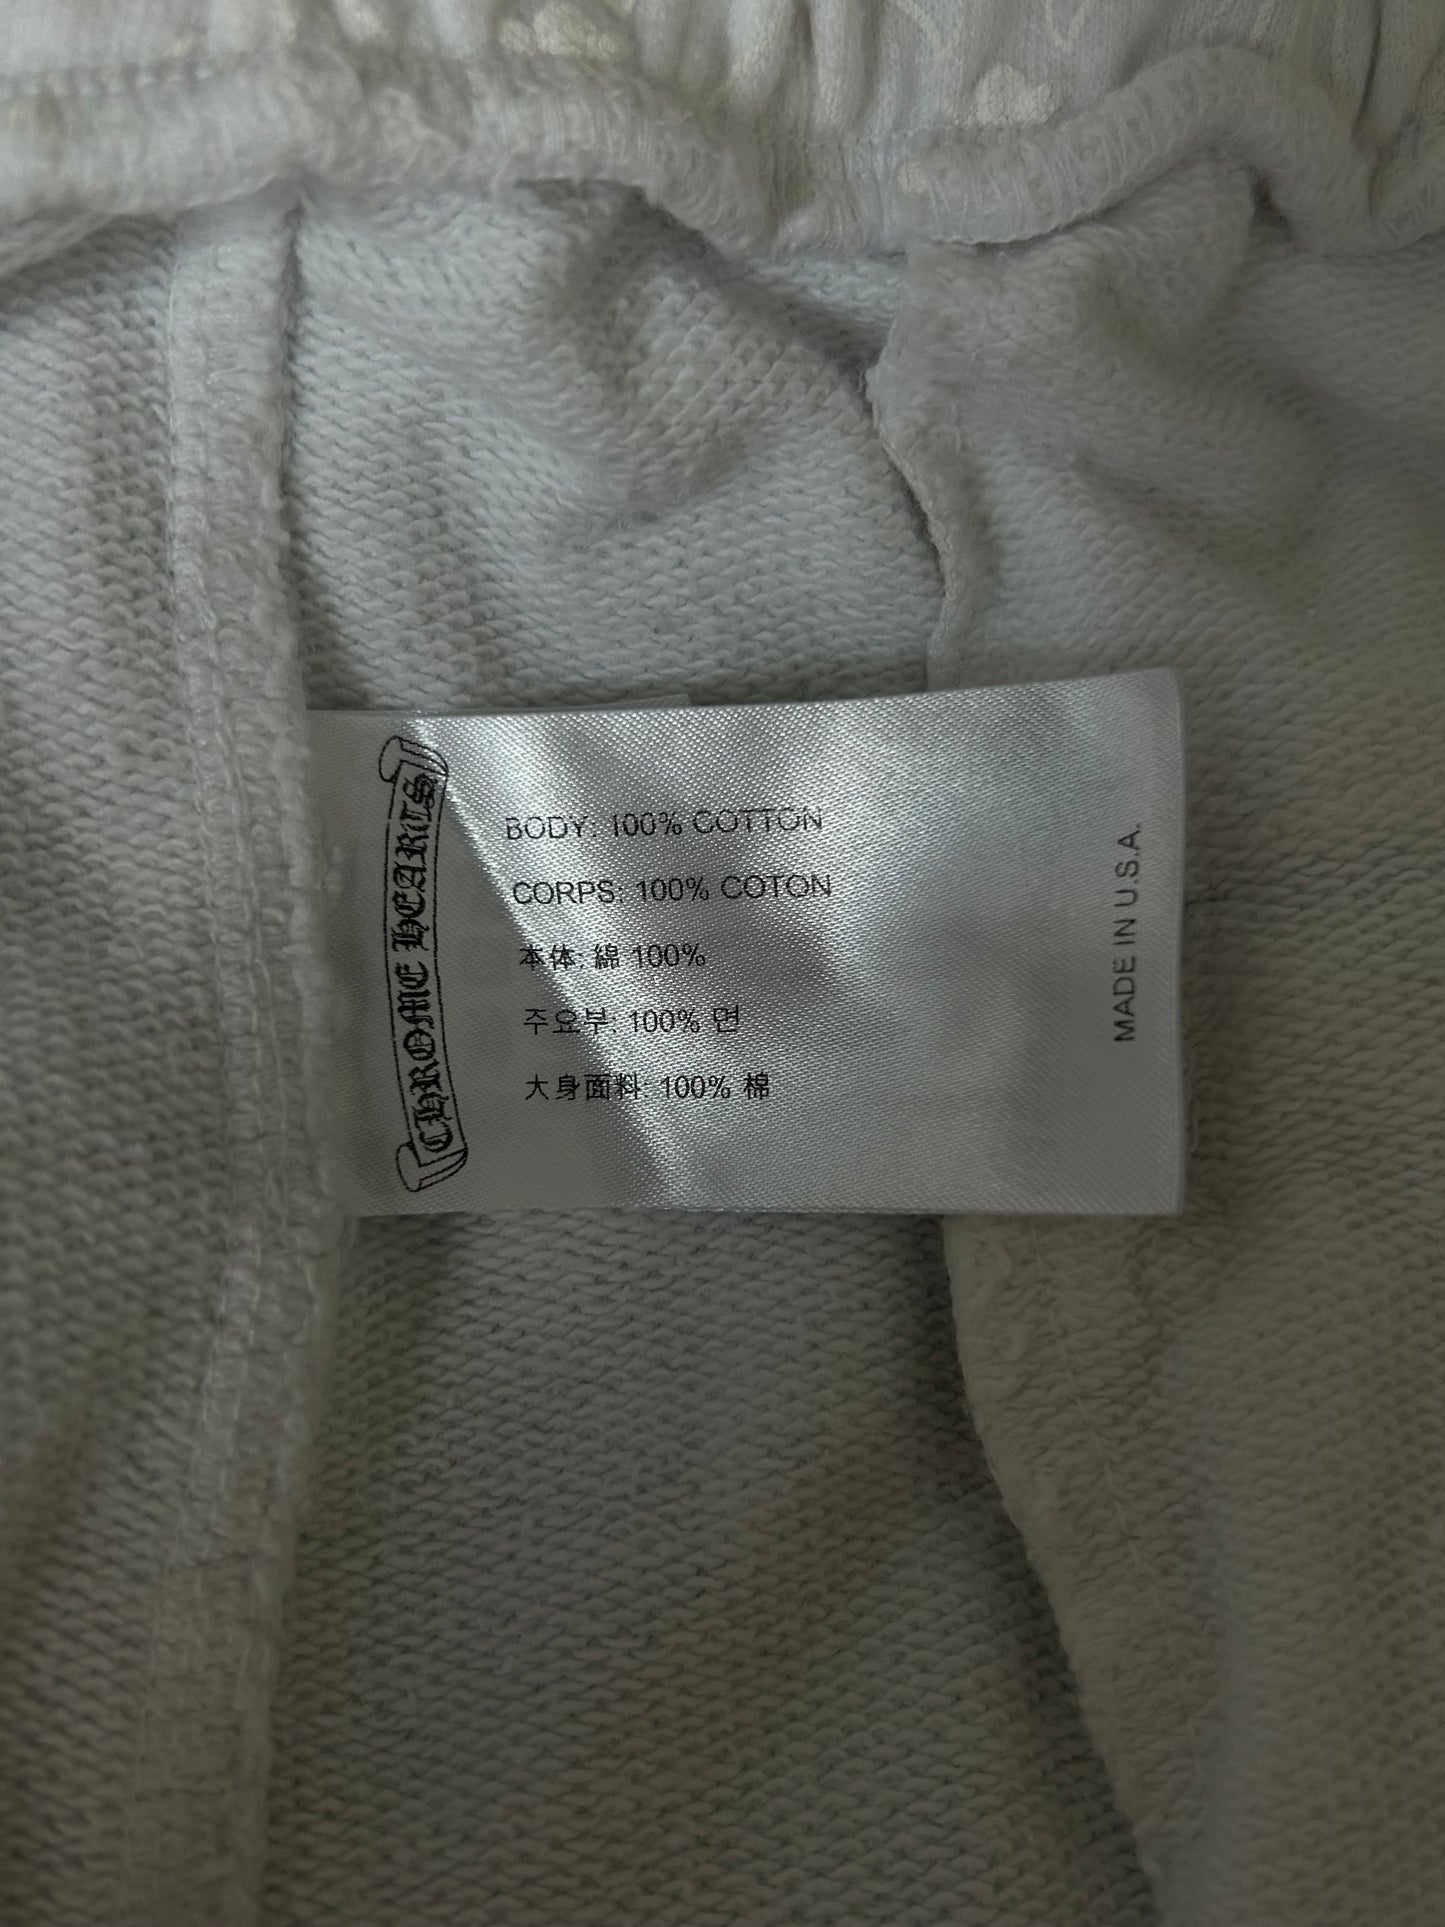 CHROME HEARTS
BODY: 100% COTTON
CORPS: 100% COTON
本体: 綿 100%
주요부: 100% 면
大身面料: 100% 棉
MADE IN U.S.A.